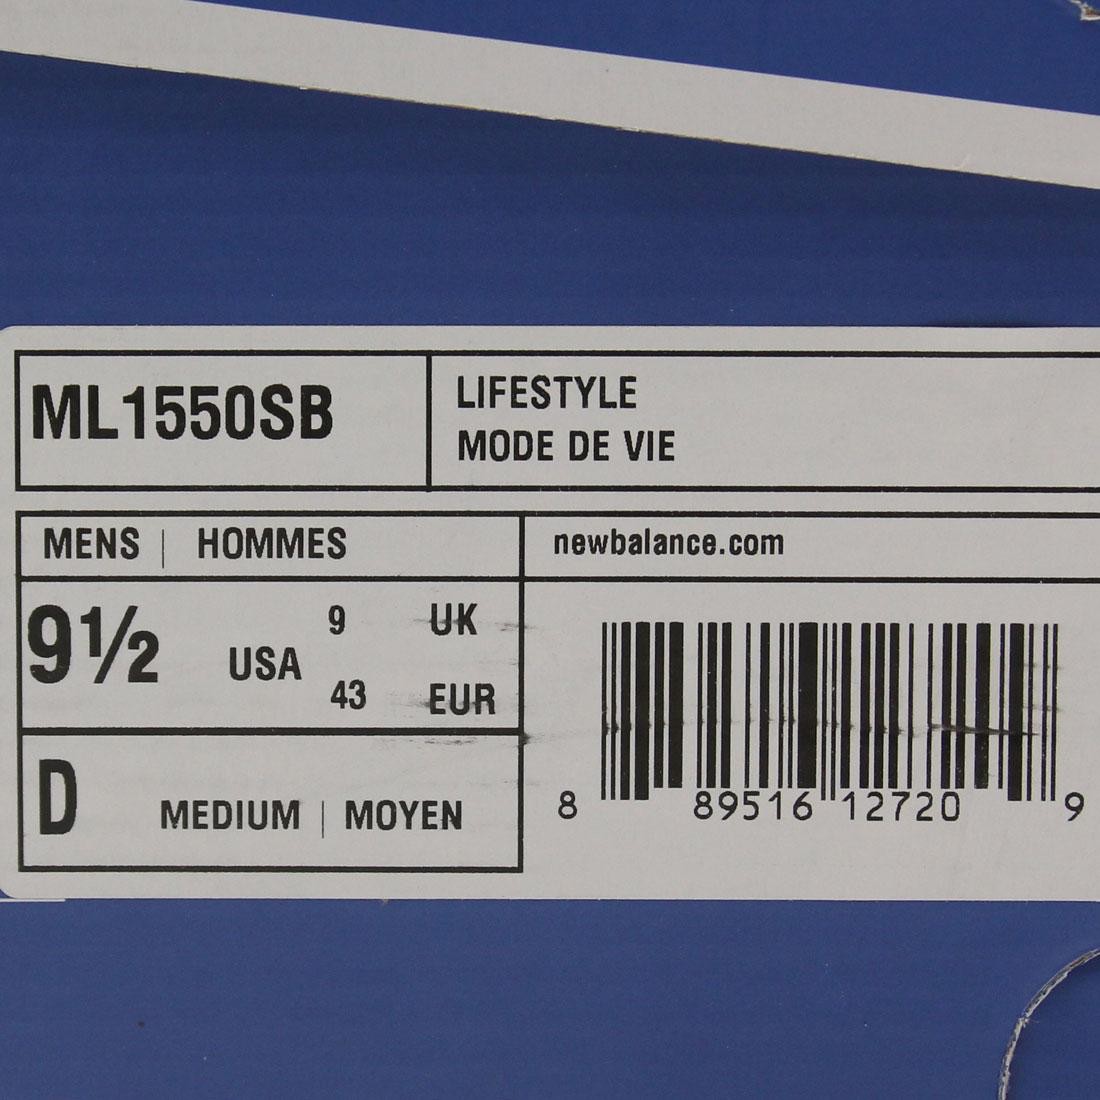 ML1550SB
LIFESTYLE
MODE DE VIE
MENS | HOMMES
newbalance.com
9½ USA
9 UK
43 EUR
D MEDIUM | MOYEN
8 89516 12720 9